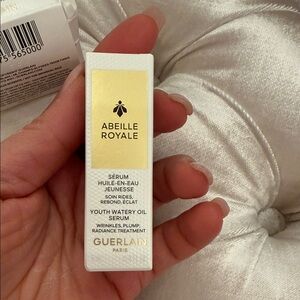 565000
ABEILLE
ROYALE
SÉRUM
HUILE-EN-EAU
JEUNESSE
SOIN RIDES,
REBOND, ÉCLAT
YOUTH WATERY OIL
SERUM
WRINKLES, PLUMP,
RADIANCE TREATMENT
GUERLAIN
PARIS